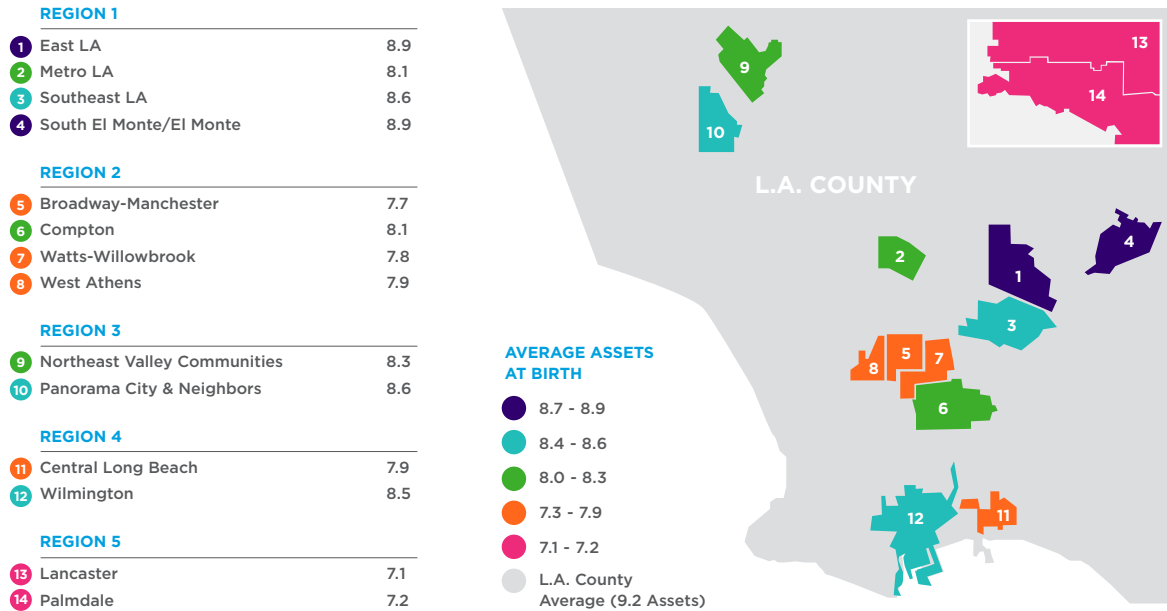 REGION 1
1 East LA 8.9
2 Metro LA 8.1
3 Southeast LA 8.6
4 South El Monte/El Monte 8.9
REGION 2
5 Broadway-Manchester 7.7
6 Compton 8.1
7 Watts-Willowbrook 7.8
8 West Athens 7.9
REGION 3
9 Northeast Valley Communities 8.3
10 Panorama City & Neighbors 8.6
REGION 4
11 Central Long Beach 7.9
12 Wilmington 8.5
REGION 5
13 Lancaster 7.1
14 Palmdale 7.2
AVERAGE ASSETS
AT BIRTH
8.7 - 8.9
8.4 - 8.6
8.0 - 8.3
7.3 - 7.9
7.1 - 7.2
L.A. County
Average (9.2 Assets)
13
14
9
10
L.A. COUNTY
4
2
1
3
5
7
8
6
12
11